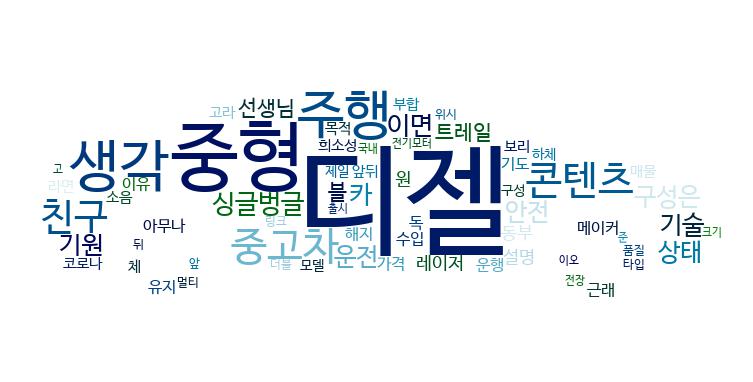 디젤
중형
생각
주행
콘텐츠
중고차
친구
싱글벙글
운전
기원
안전
상태
기술
구성은
카
이면
선생님
트레일
고라
부합
위시
목적
희소성
국내
전기모터
보리
하체
제일
앞뒤
기도
매물
고
라면
이유
소음
블
원
구성
출시
링크
독
동부
메이커
크기
준
아무나
뒤
해지
수입
설명
품질
타입
코로나
체
앞
더블
모델
가격
레이저
운행
이오
유지
멀티
전장
근래